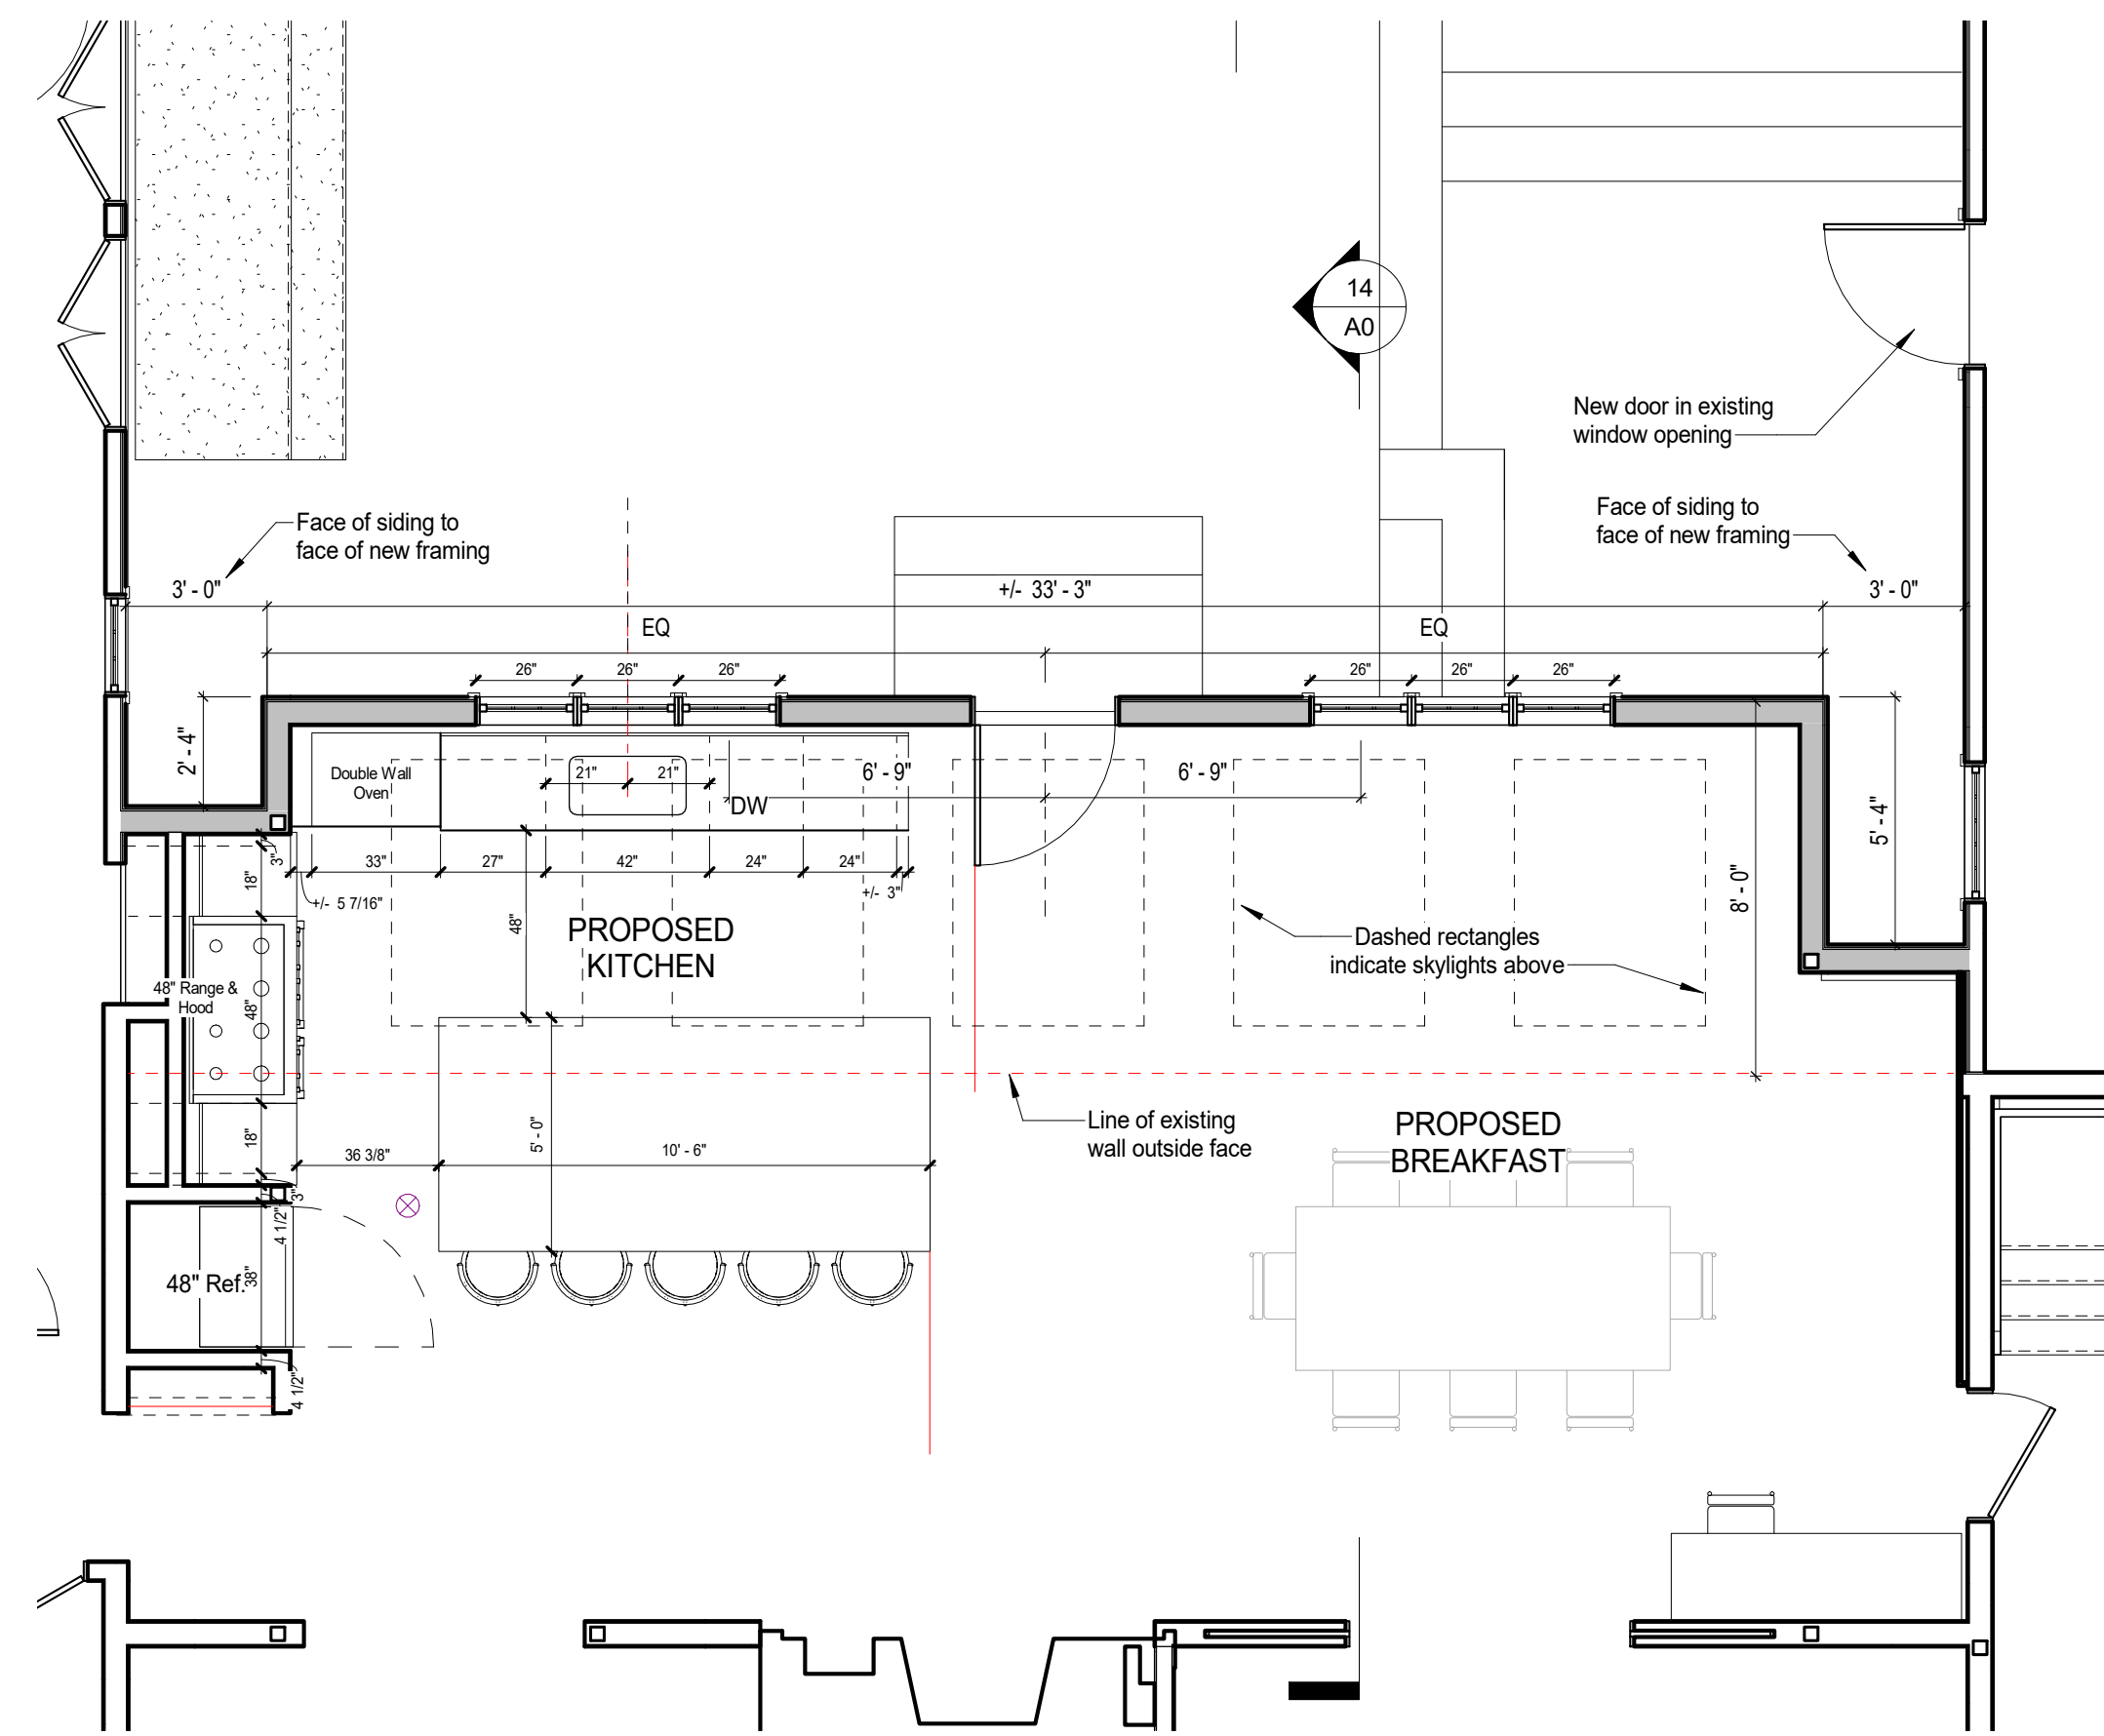 14
A0
New door in existing
window opening
Face of siding to
face of new framing
Face of siding to
face of new framing
3' - 0"
+/- 33' - 3"
3' - 0"
EQ
EQ
26"
26"
26"
26"
26"
26"
2' - 4"
Double Wall
Oven
21"
21"
6' - 9"
6' - 9"
DW
5' - 4"
3"
33"
27"
42"
24"
24"
18"
+/- 5 7/16"
+/- 3"
8' - 0"
48"
PROPOSED
KITCHEN
Dashed rectangles
indicate skylights above
48" Range &
Hood
48"
Line of existing
wall outside face
PROPOSED
BREAKFAST
18"
5' - 0"
36 3/8"
10' - 6"
3"
4 1/2"
48" Ref.
38"
4 1/2"